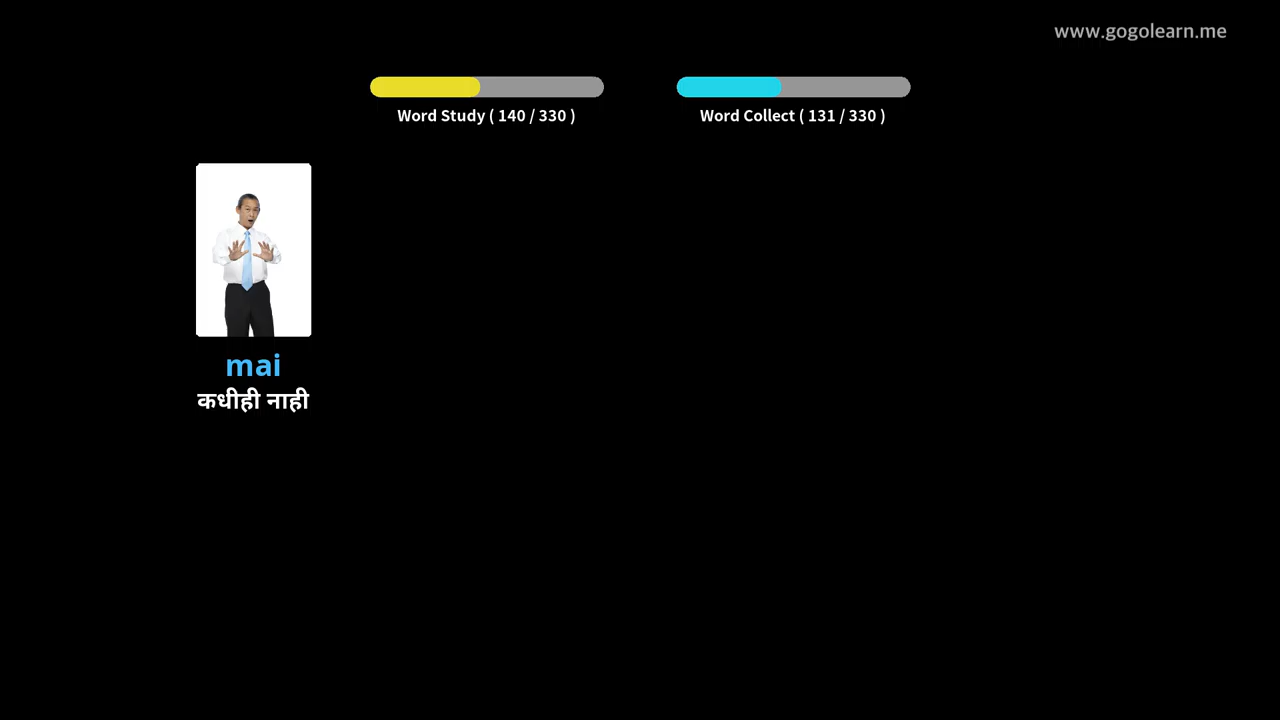 www.gogolearn.me
Word Study ( 140 / 330 )
Word Collect ( 131 / 330 )
mai
कधीही नाही